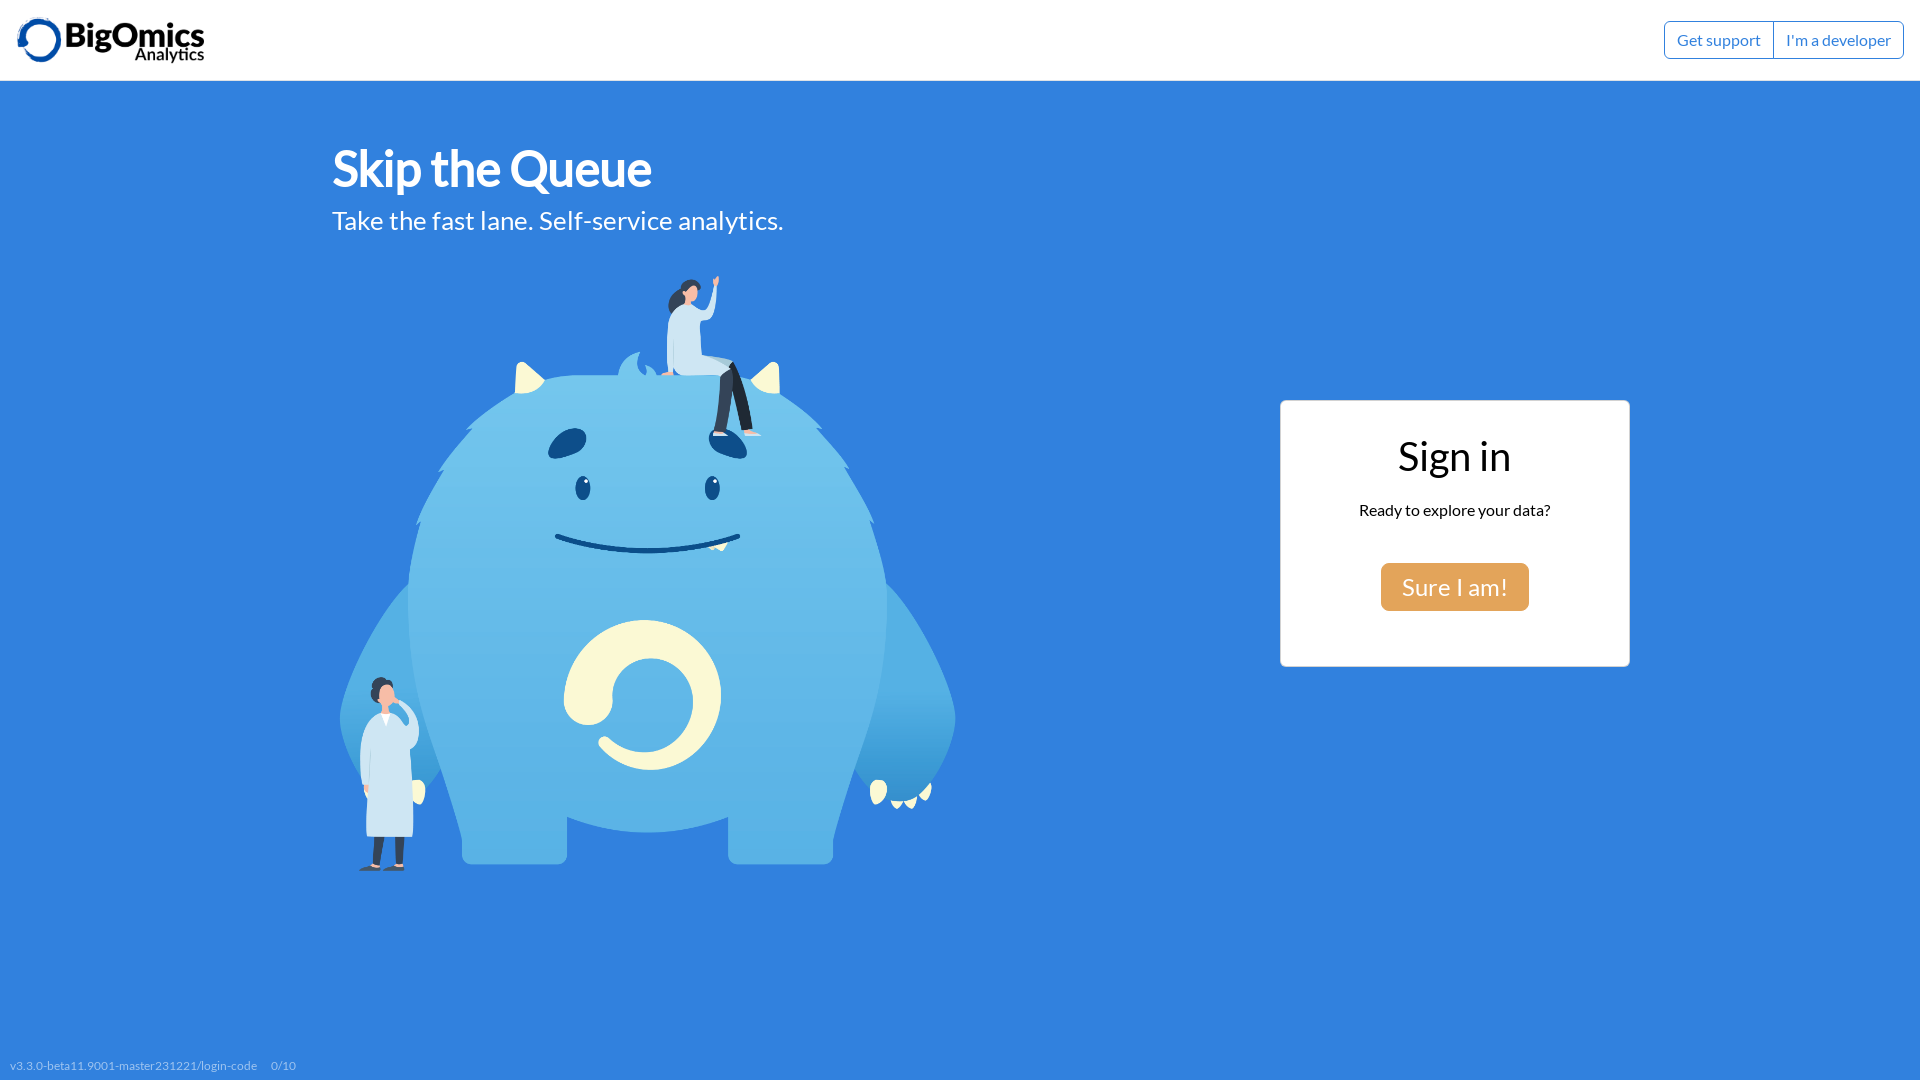 BigOmics
Analytics
Get support
I'm a developer
Skip the Queue
Take the fast lane. Self-service analytics.
Sign in
Ready to explore your data?
Sure I am!
v3.3.0-beta11.9001-master231221/login-code 0/10